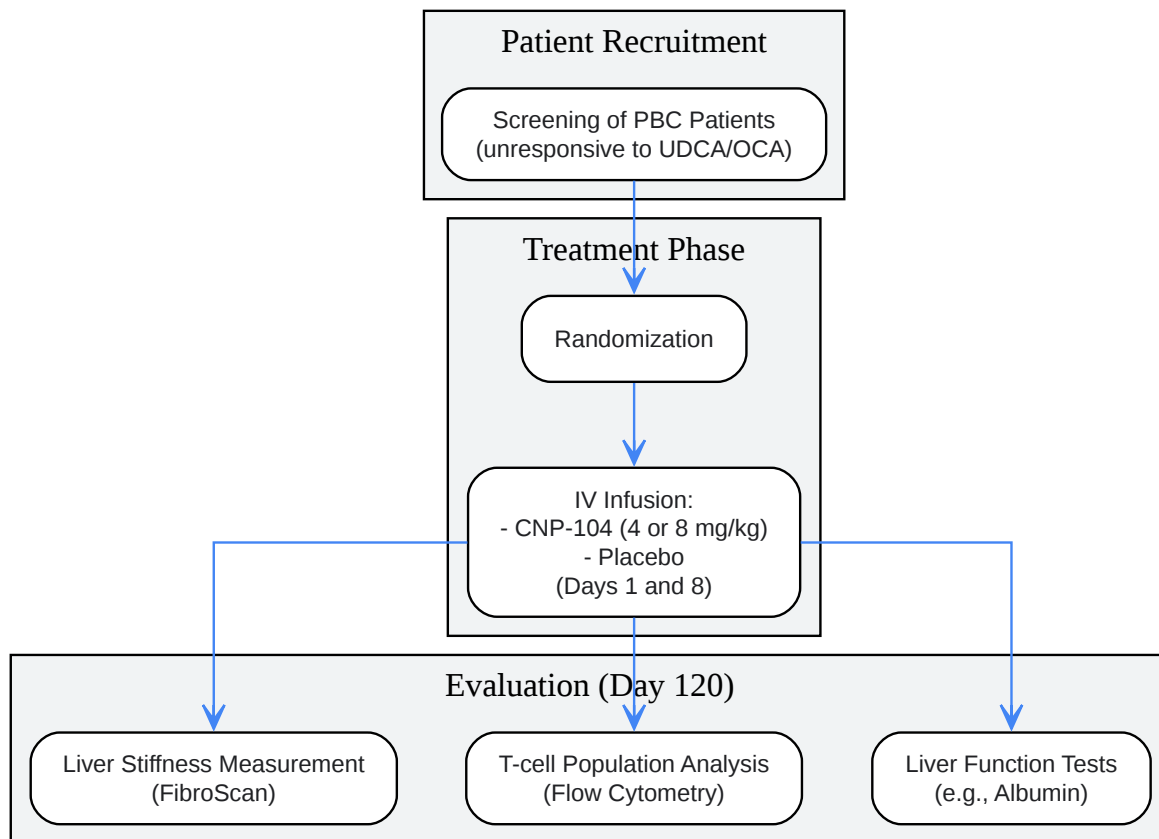 Patient Recruitment
Screening of PBC Patients
(unresponsive to UDCA/OCA)
Treatment Phase
Randomization
IV Infusion:
- CNP-104 (4 or 8 mg/kg)
- Placebo
(Days 1 and 8)
Evaluation (Day 120)
Liver Stiffness Measurement
(FibroScan)
T-cell Population Analysis
(Flow Cytometry)
Liver Function Tests
(e.g., Albumin)